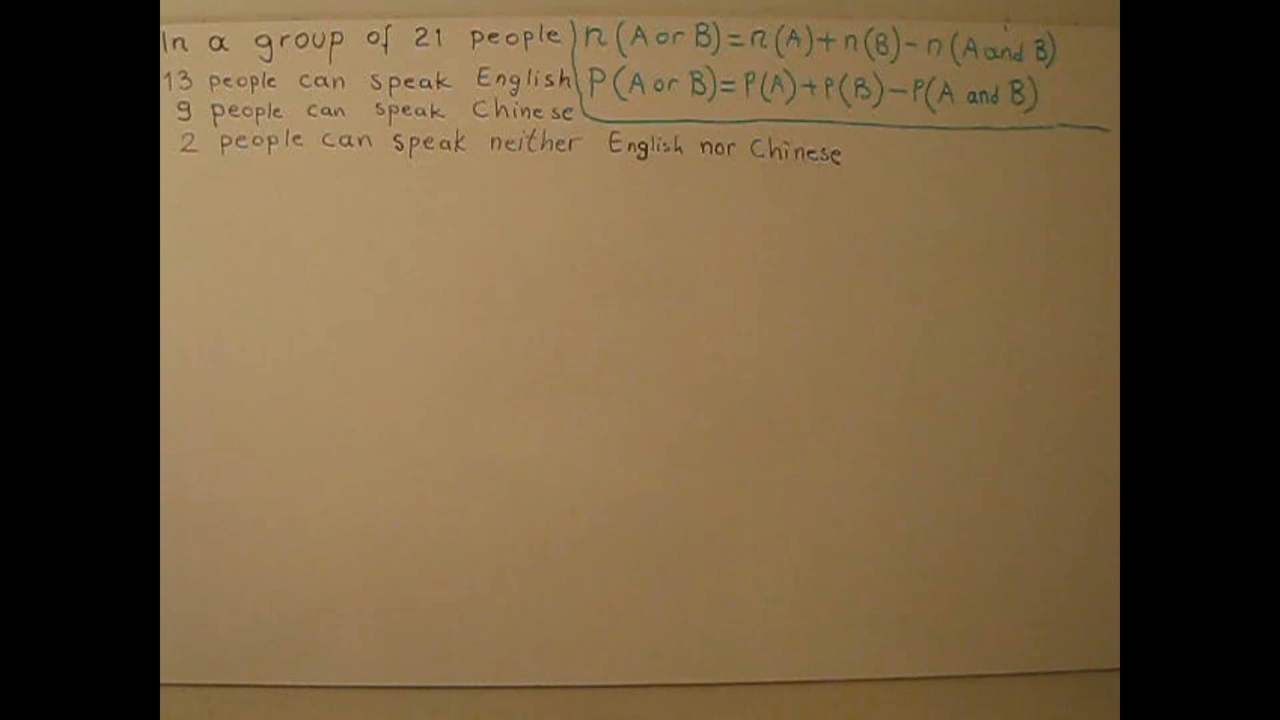 In a group of 21 people
13 people can speak English
9 people can speak Chinese
2 people can speak neither English nor Chinese
n(A or B)=n(A)+n(B)-n(A and B)
P(A or B)=P(A)+P(B)-P(A and B)